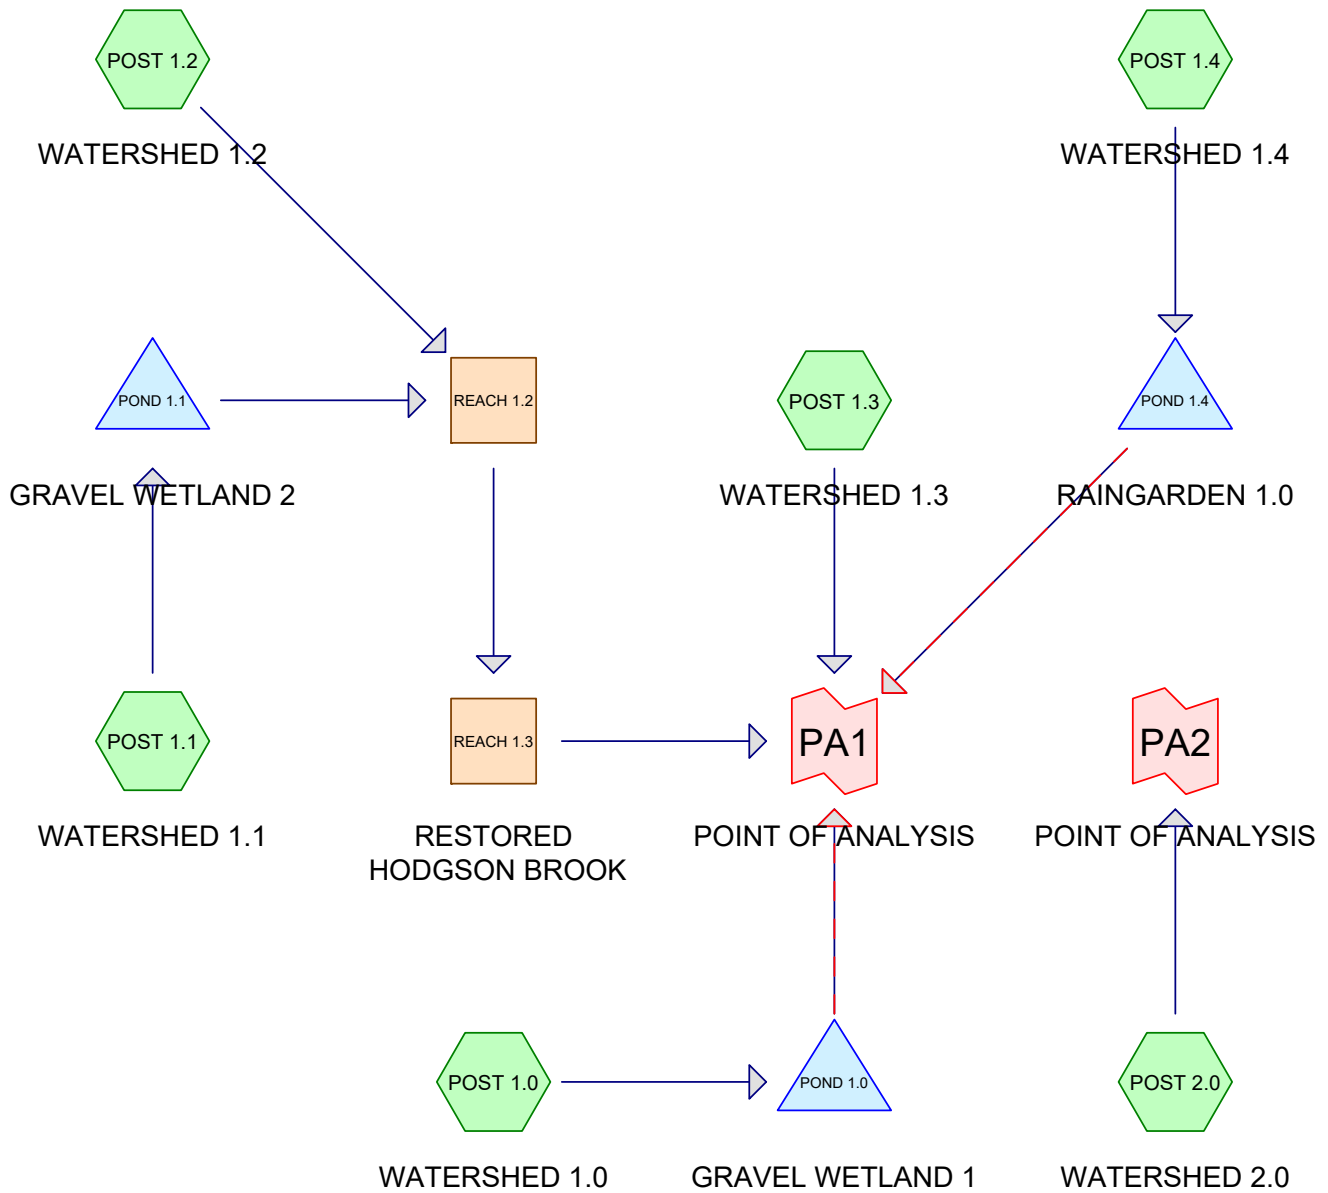 POST 1.2
WATERSHED 1.2
POST 1.4
WATERSHED 1.4
POND 1.1
GRAVEL WETLAND 2
REACH 1.2
POST 1.3
WATERSHED 1.3
POND 1.4
RAINGARDEN 1.0
POST 1.1
WATERSHED 1.1
REACH 1.3
RESTORED
HODGSON BROOK
PA1
POINT OF ANALYSIS
PA2
POINT OF ANALYSIS
POST 1.0
WATERSHED 1.0
POND 1.0
GRAVEL WETLAND 1
POST 2.0
WATERSHED 2.0